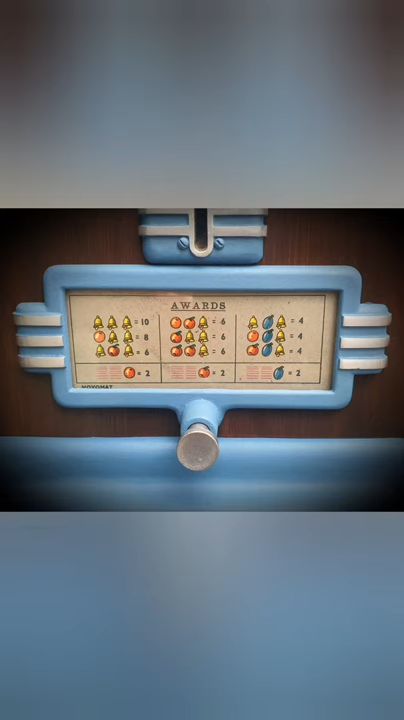 AWARDS
= 10 = 6 = 4
= 8 = 6 = 4
= 6 = 6 = 4
= 2 = 2 = 2
NOVOMAT